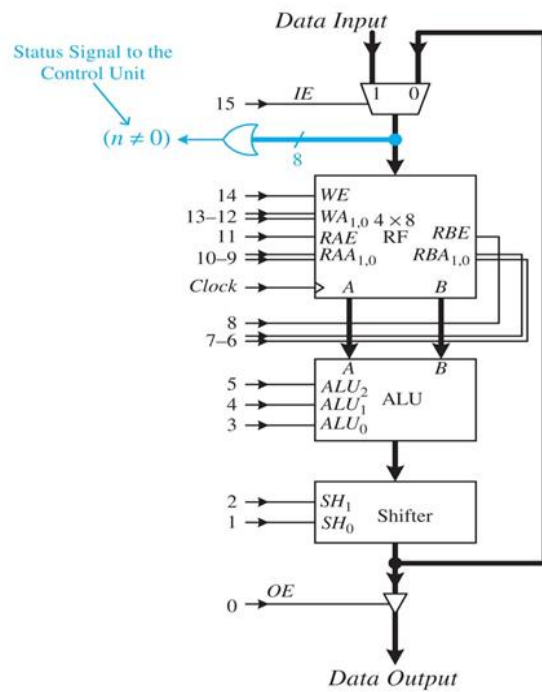 Data Input
Status Signal to the
Control Unit
1 0
15 IE
(n ≠ 0)
8
14 WE
13–12 WA1,0 4 × 8
11 RAE RF RBE
10–9 RAA1,0 RBA1,0
Clock A B
8
7–6
A B
5 ALU2 ALU
4 ALU1
3 ALU0
2 SH1 Shifter
1 SH0
0 OE
Data Output